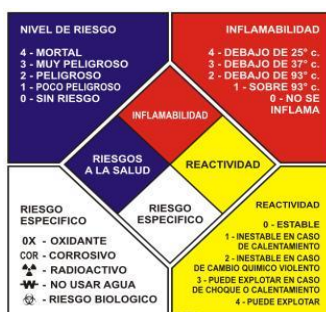 NIVEL DE RIESGO
4 - MORTAL
3 - MUY PELIGROSO
2 - PELIGROSO
1 - POCO PELIGROSO
0 - SIN RIESGO
INFLAMABILIDAD
4 - DEBAJO DE 25° c.
3 - DEBAJO DE 37° c.
2 - DEBAJO DE 93° c.
1 - SOBRE 93° c.
0 - NO SE
INFLAMA
INFLAMABILIDAD
RIESGOS
A LA SALUD
REACTIVIDAD
RIESGO
ESPECIFICO
RIESGO
ESPECIFICO
OX - OXIDANTE
COR - CORROSIVO
- RADIOACTIVO
W - NO USAR AGUA
- RIESGO BIOLOGICO
REACTIVIDAD
0 - ESTABLE
1 - INESTABLE EN CASO
DE CALENTAMIENTO
2 - INESTABLE EN CASO
DE CAMBIO QUIMICO VIOLENTO
3 - PUEDE EXPLOTAR EN CASO
DE CHOQUE O CALENTAMIENTO
4 - PUEDE EXPLOTAR